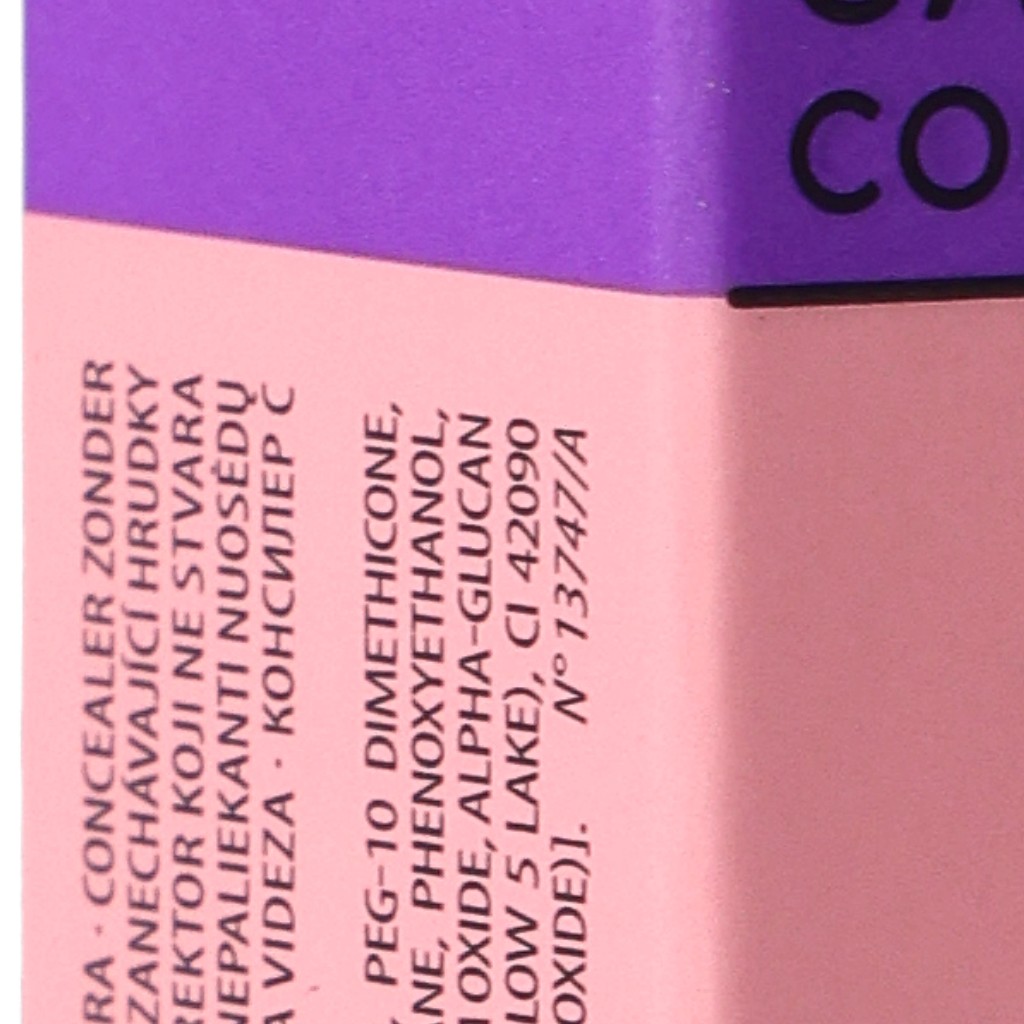 CO
RA · CONCEALER ZONDER
ZANECHÁVAJÍCÍ HRUDKY
REKTOR KOJI NE STVARA
NEPALIEKANTI NUOSĖDŲ
A VIDEZA · КОНСИЛЕР С
PEG-10 DIMETHICONE,
ANE, PHENOXYETHANOL,
OXIDE, ALPHA-GLUCAN
LOW 5 LAKE), CI 42090
OXIDE)]. N° 13747/A